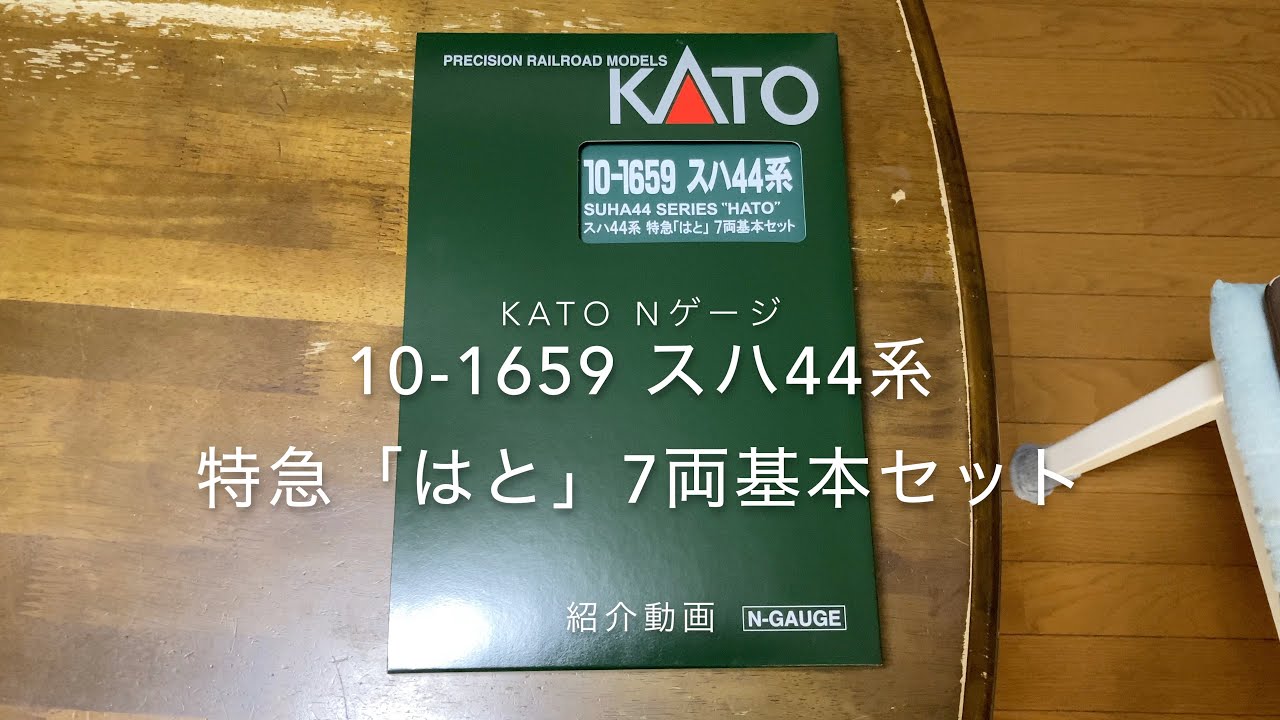 PRECISION RAILROAD MODELS
KATO
10-1659 スハ44系
SUHA44 SERIES "HATO"
スハ44系 特急「はと」7両基本セット
KATO Nゲージ
10-1659 スハ44系
特急「はと」7両基本セット
紹介動画
N-GAUGE